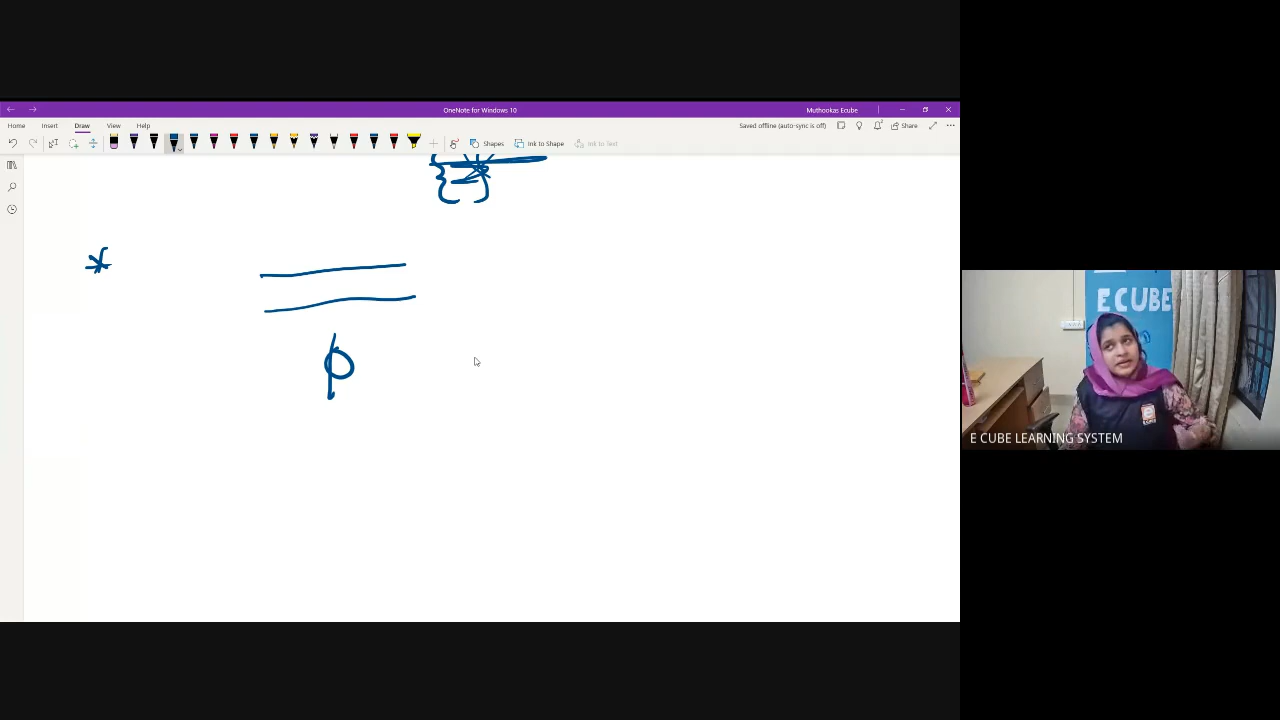 OneNote for Windows 10
Muthookas Ecube
Home Insert Draw View Help
Saved offline (auto-sync is off)
Share
Shapes
Ink to Shape
Ink to Text
{ }
*
φ
E CUBE
E CUBE LEARNING SYSTEM